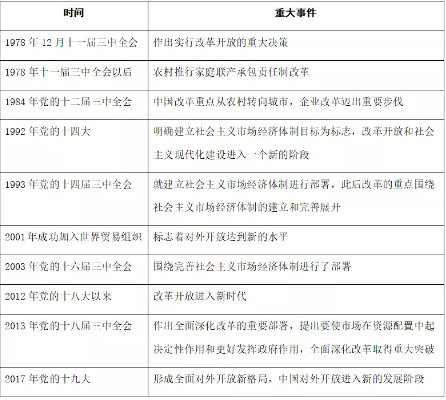 时间 重大事件
1978 年 12 月十一届三中全会 作出实行改革开放的重大决策
1978 年十一届三中全会以后 农村推行家庭联产承包责任制改革
1984 年党的十二届三中全会 中国改革重点从农村转向城市，企业改革迈出重要步伐
1992 年党的十四大 明确建立社会主义市场经济体制目标为标志，改革开放和社
会主义现代化建设进入一个新的阶段
1993 年党的十四届三中全会 就建立社会主义市场经济体制进行部署，此后改革的重点围绕
社会主义市场经济体制的建立和完善展开
2001 年成功加入世界贸易组织 标志着对外开放达到新的水平
2003 年党的十六届三中全会 围绕完善社会主义市场经济体制进行了部署
2012 年党的十八大以来 改革开放进入新时代
2013 年党的十八届三中全会 作出全面深化改革的重要部署，提出要使市场在资源配置中起
决定性作用和更好发挥政府作用，全面深化改革取得重大突破
2017 年党的十九大 形成全面对外开放新格局，中国对外开放进入新的发展阶段